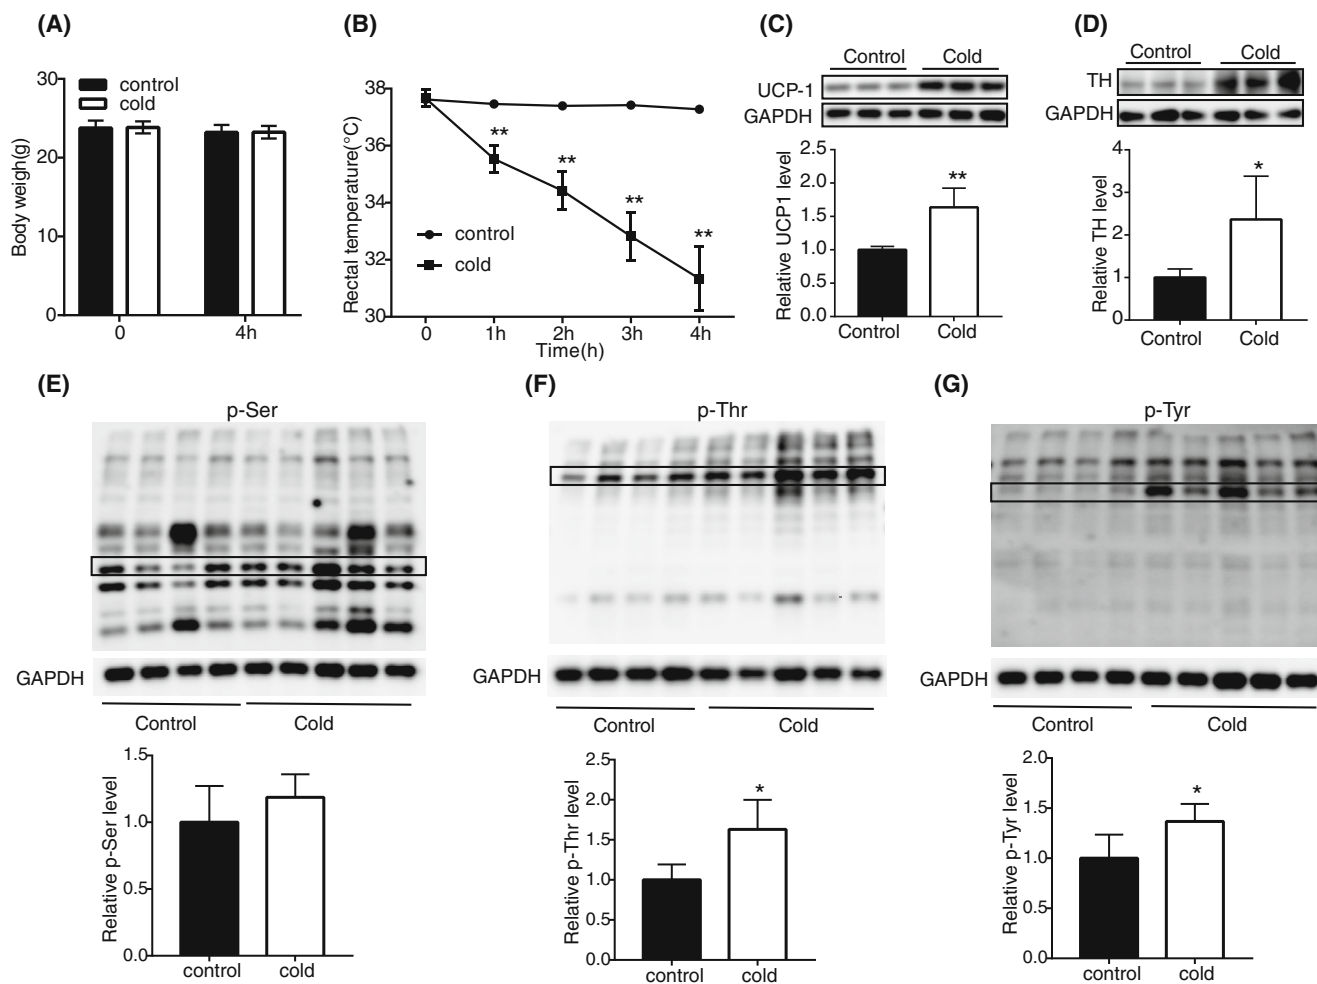 (A)
30
20
10
0
Body weigh(g)
control
cold
0 4h
(B)
38
36
34
32
30
Rectal temperature(°C)
**
**
**
**
control
cold
0 1h 2h 3h 4h
Time(h)
(C)
Control Cold
UCP-1
GAPDH
2.5
2.0
1.5
1.0
0.5
0.0
Relative UCP1 level
**
Control Cold
(D)
Control Cold
TH
GAPDH
4
3
2
1
0
Relative TH level
*
Control Cold
(E)
p-Ser
GAPDH
Control Cold
1.5
1.0
0.5
0.0
Relative p-Ser level
control cold
(F)
p-Thr
GAPDH
Control Cold
2.5
2.0
1.5
1.0
0.5
0.0
Relative p-Thr level
*
control cold
(G)
p-Tyr
GAPDH
Control Cold
2.0
1.5
1.0
0.5
0.0
Relative p-Tyr level
*
control cold